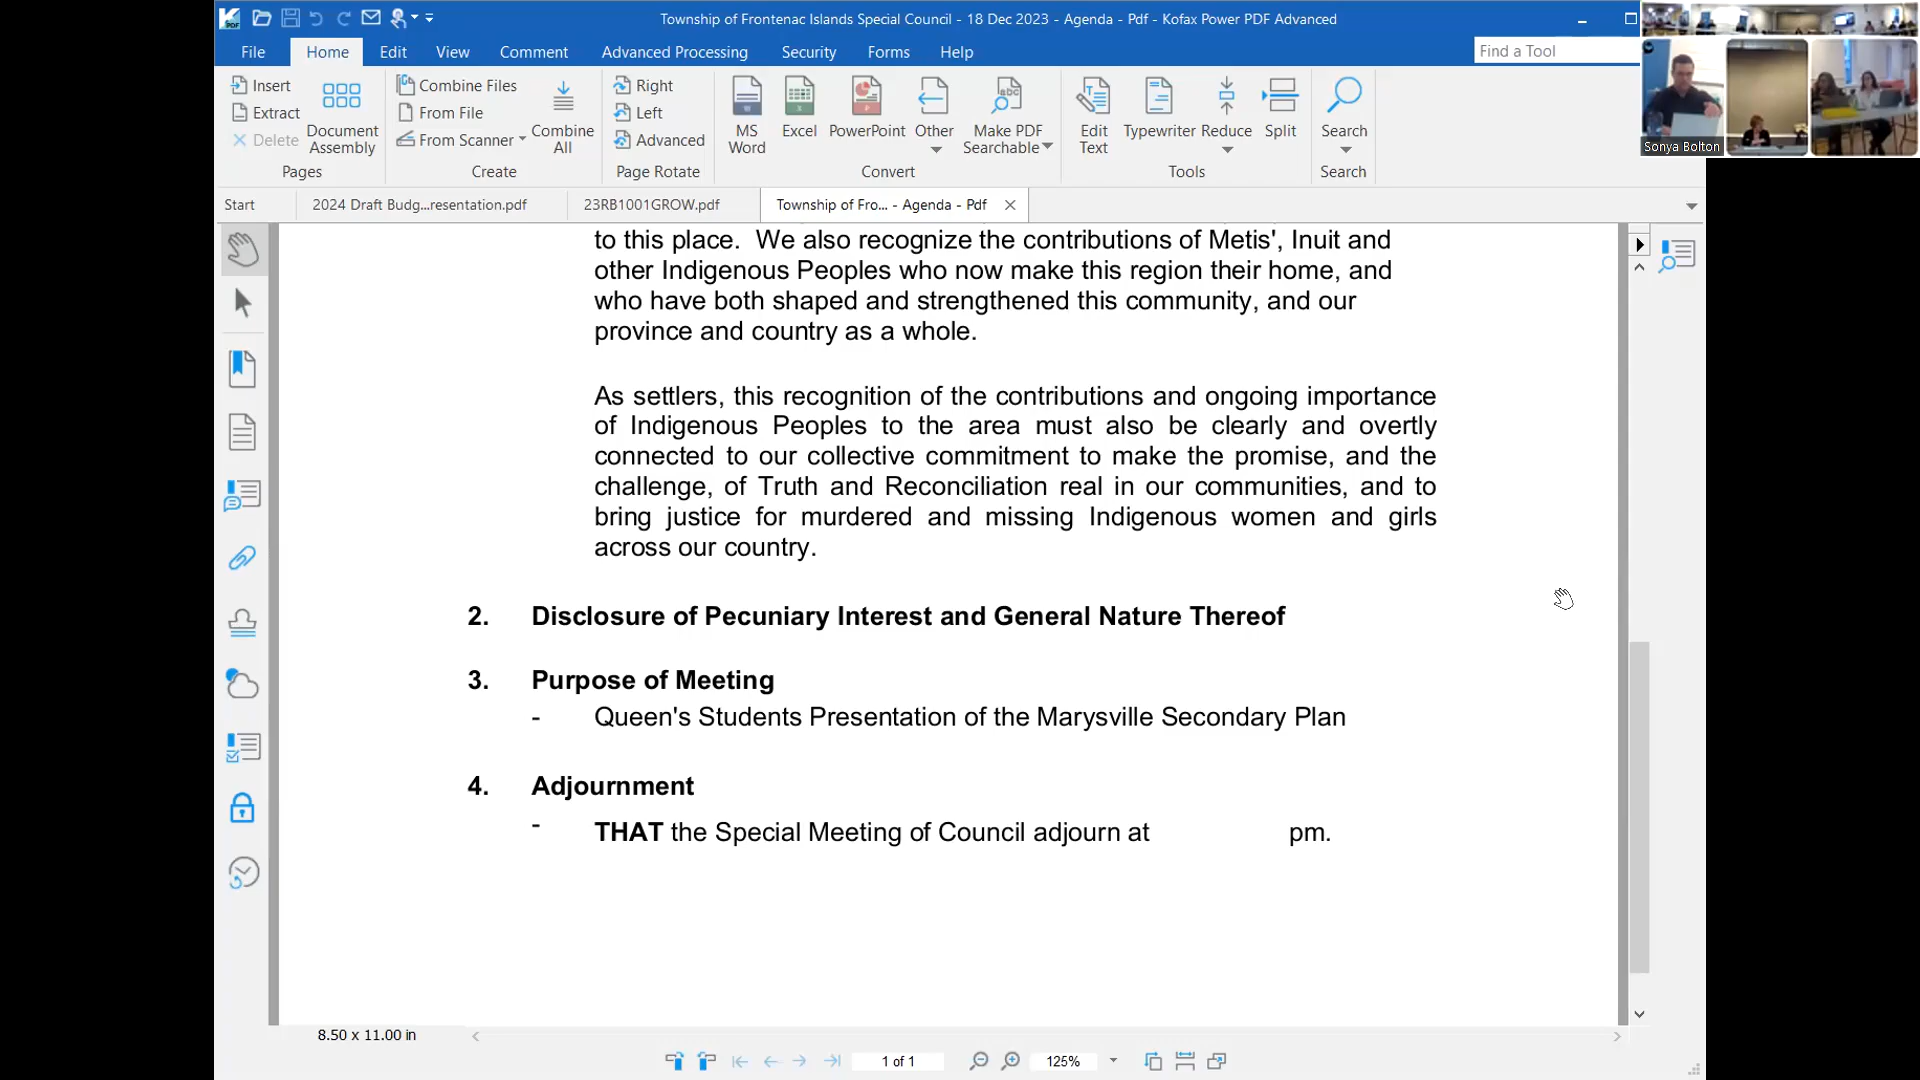 Township of Frontenac Islands Special Council - 18 Dec 2023 - Agenda - Pdf - Kofax Power PDF Advanced
File Home Edit View Comment Advanced Processing Security Forms Help Find a Tool
Insert
Extract
Delete
Document
Assembly
Pages
Combine Files
From File
From Scanner
Combine
All
Create
Right
Left
Advanced
Page Rotate
MS
Word
Excel
PowerPoint
Other
Make PDF
Searchable
Convert
Edit
Text
Typewriter
Reduce
Split
Tools
Search
Search
Sonya Bolton
Start 2024 Draft Budg...resentation.pdf 23RB1001GROW.pdf Township of Fro... - Agenda - Pdf
to this place. We also recognize the contributions of Metis', Inuit and
other Indigenous Peoples who now make this region their home, and
who have both shaped and strengthened this community, and our
province and country as a whole.
As settlers, this recognition of the contributions and ongoing importance
of Indigenous Peoples to the area must also be clearly and overtly
connected to our collective commitment to make the promise, and the
challenge, of Truth and Reconciliation real in our communities, and to
bring justice for murdered and missing Indigenous women and girls
across our country.
2. Disclosure of Pecuniary Interest and General Nature Thereof
3. Purpose of Meeting
- Queen's Students Presentation of the Marysville Secondary Plan
4. Adjournment
- THAT the Special Meeting of Council adjourn at pm.
8.50 x 11.00 in
1 of 1 125%